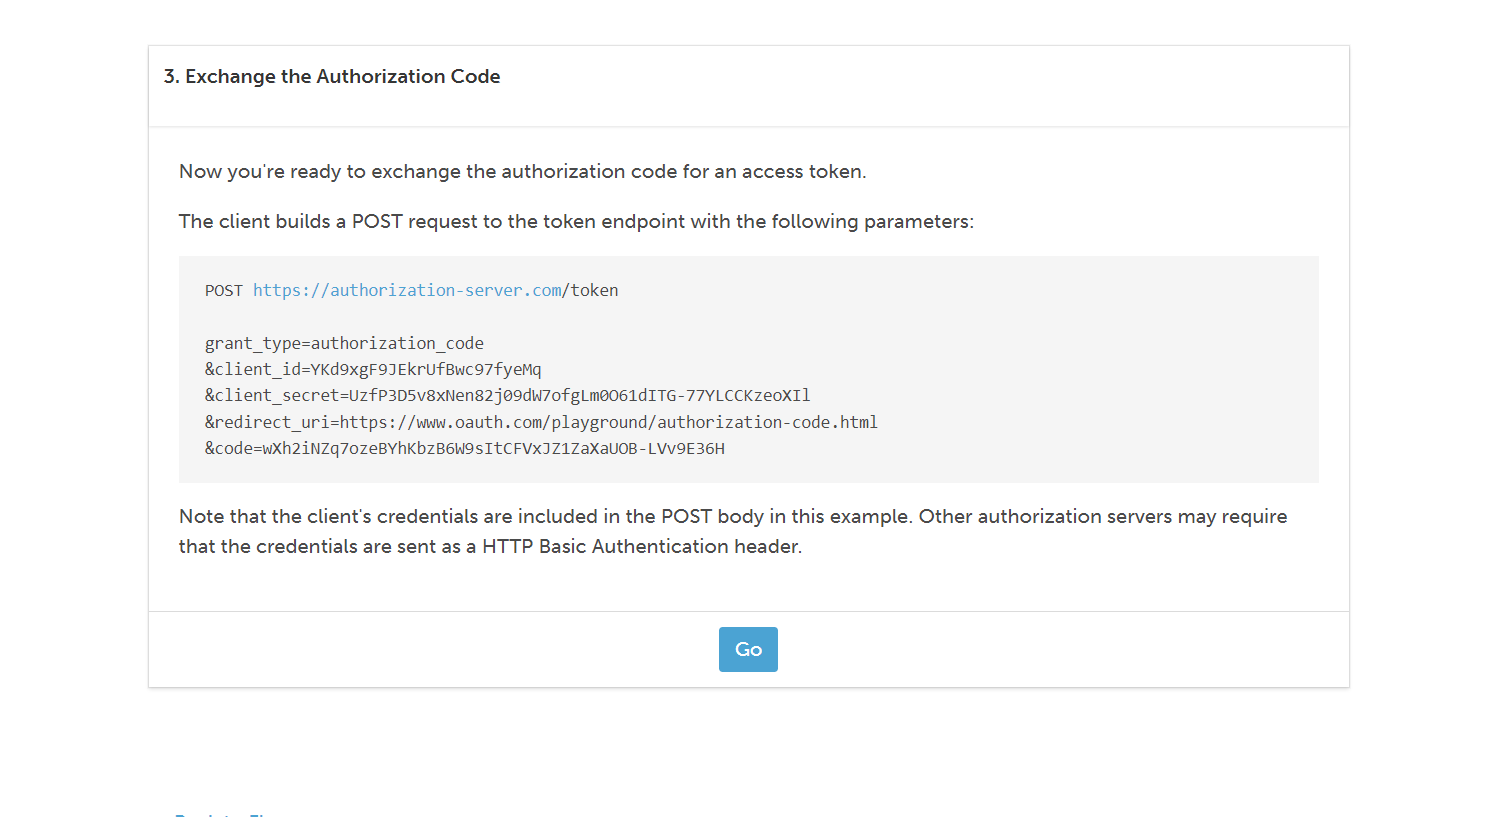 3. Exchange the Authorization Code
Now you're ready to exchange the authorization code for an access token.
The client builds a POST request to the token endpoint with the following parameters:
POST https://authorization-server.com/token
grant_type=authorization_code
&client_id=YKd9xgF9JEkrUfBwc97fyeMq
&client_secret=UzfP3D5v8xNen82j09dW7ofgLm0O61dITG-77YLCCKzeoXIl
&redirect_uri=https://www.oauth.com/playground/authorization-code.html
&code=wXh2iNZq7ozeBYhKbzB6W9sItCFVxJZ1ZaXaUOB-LVv9E36H
Note that the client's credentials are included in the POST body in this example. Other authorization servers may require
that the credentials are sent as a HTTP Basic Authentication header.
Go